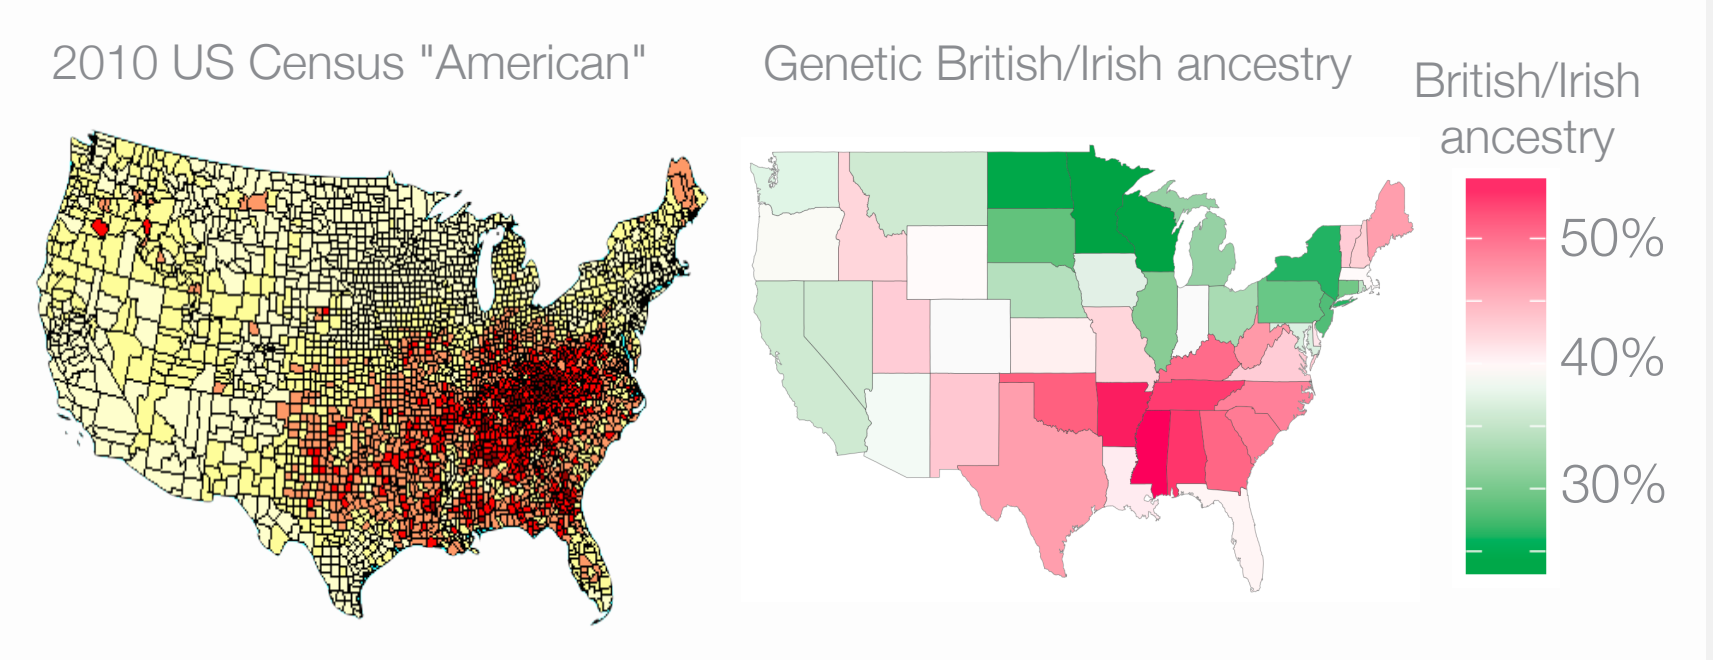 2010 US Census "American"
Genetic British/Irish ancestry
British/Irish
ancestry
50%
40%
30%